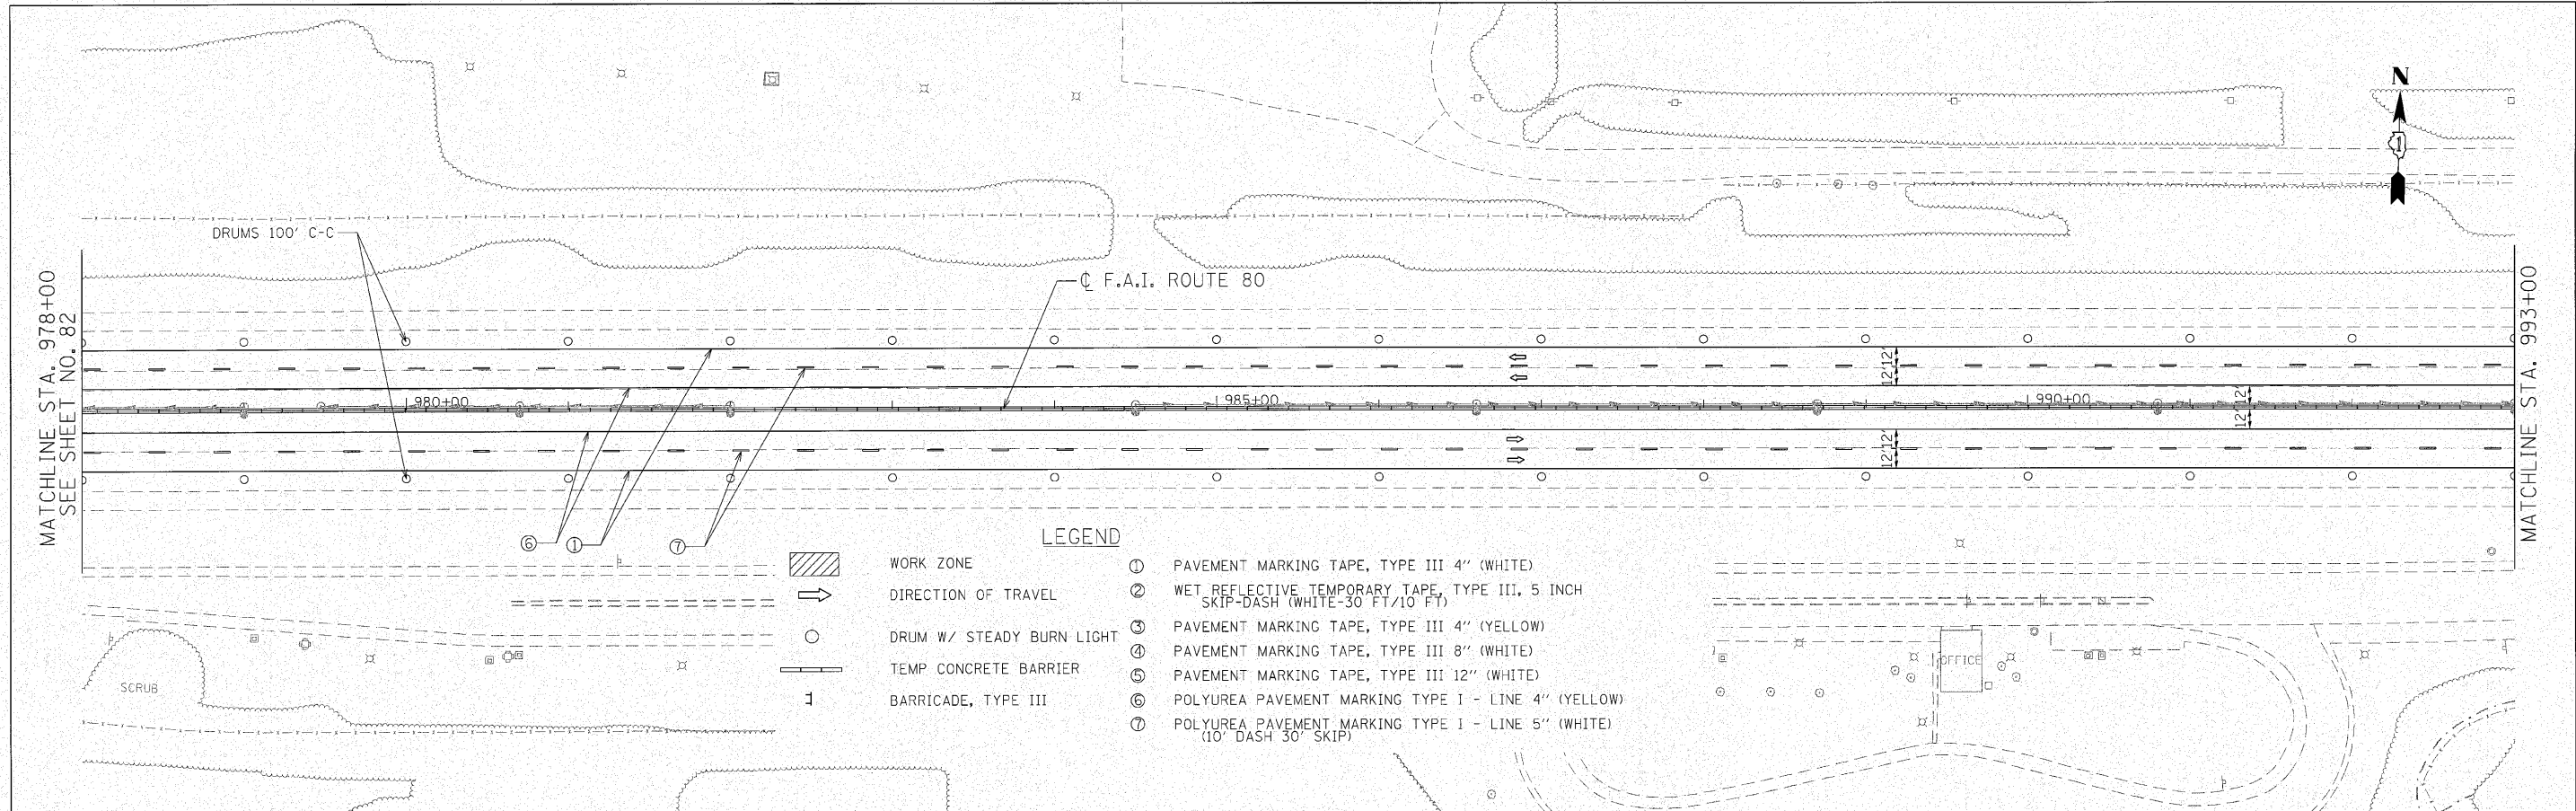 N
DRUMS 100' C-C
℄ F.A.I. ROUTE 80
MATCHLINE STA. 978+00
SEE SHEET NO. 82
MATCHLINE STA. 993+00
12' 12'
980+00
985+00
990+00
12' 12'
12' 12'
⑥ ① ⑦
LEGEND
WORK ZONE
DIRECTION OF TRAVEL
DRUM W/ STEADY BURN LIGHT
TEMP CONCRETE BARRIER
BARRICADE, TYPE III
① PAVEMENT MARKING TAPE, TYPE III 4" (WHITE)
② WET REFLECTIVE TEMPORARY TAPE, TYPE III, 5 INCH
SKIP-DASH (WHITE-30 FT/10 FT)
③ PAVEMENT MARKING TAPE, TYPE III 4" (YELLOW)
④ PAVEMENT MARKING TAPE, TYPE III 8" (WHITE)
⑤ PAVEMENT MARKING TAPE, TYPE III 12" (WHITE)
⑥ POLYUREA PAVEMENT MARKING TYPE I - LINE 4" (YELLOW)
⑦ POLYUREA PAVEMENT MARKING TYPE I - LINE 5" (WHITE)
(10' DASH 30' SKIP)
SCRUB
OFFICE